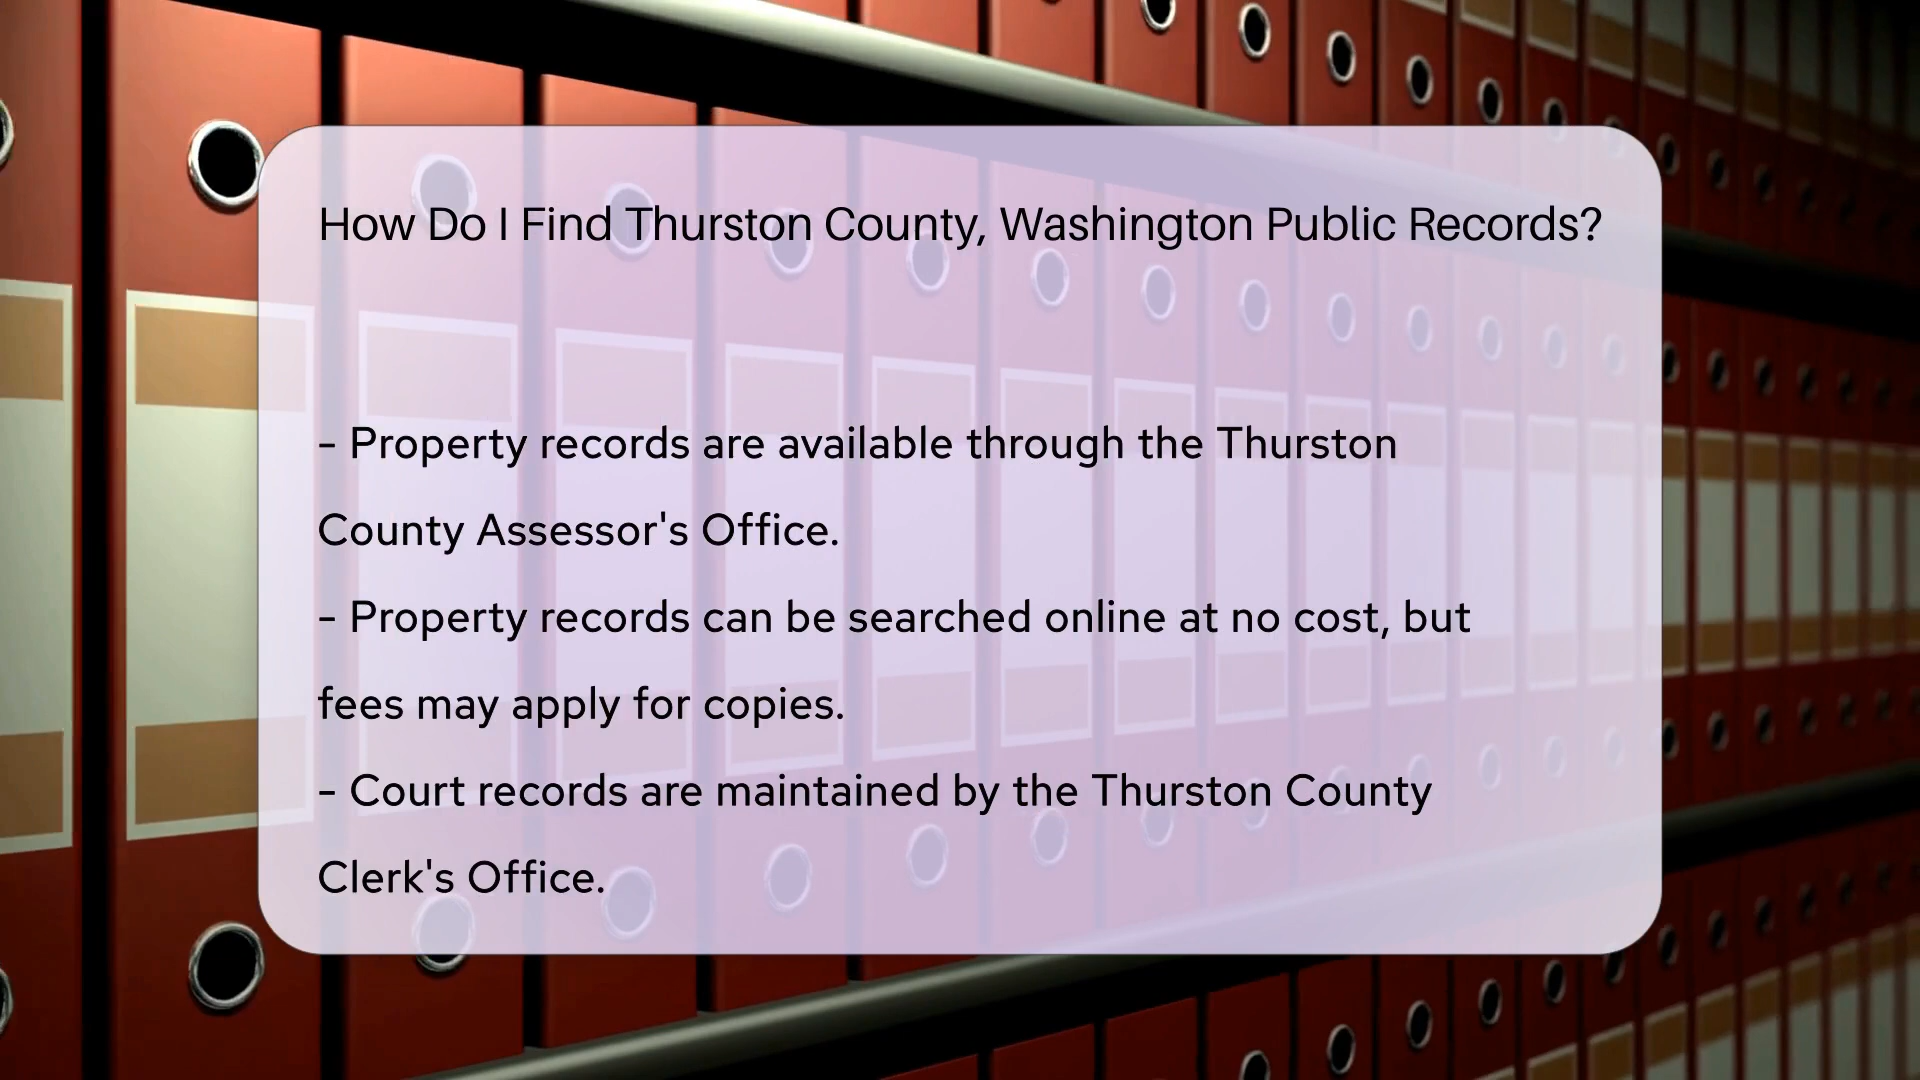 How Do I Find Thurston County, Washington Public Records?
- Property records are available through the Thurston
County Assessor's Office.
- Property records can be searched online at no cost, but
fees may apply for copies.
- Court records are maintained by the Thurston County
Clerk's Office.